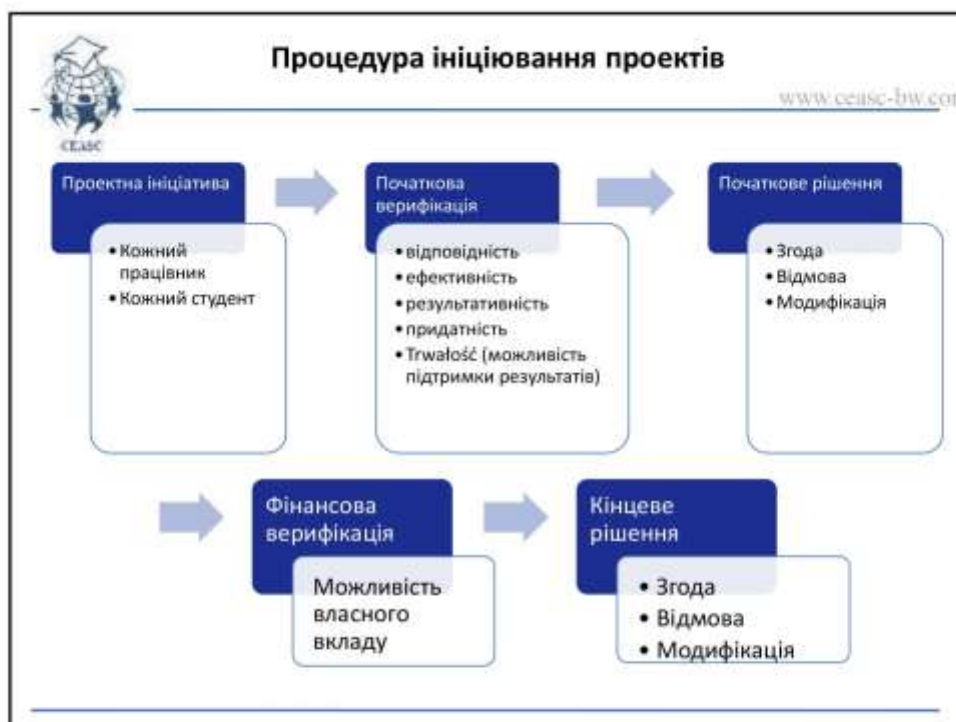 Процедура ініціювання проектів
www.ceasc-bw.com
CEASC
Проектна ініціатива
• Кожний
працівник
• Кожний студент
Початкова
верифікація
• відповідність
• ефективність
• результативність
• придатність
• Trwałość (можливість
підтримки результатів)
Початкове рішення
• Згода
• Відмова
• Модифікація
Фінансова
верифікація
Можливість
власного
вкладу
Кінцеве
рішення
• Згода
• Відмова
• Модифікація